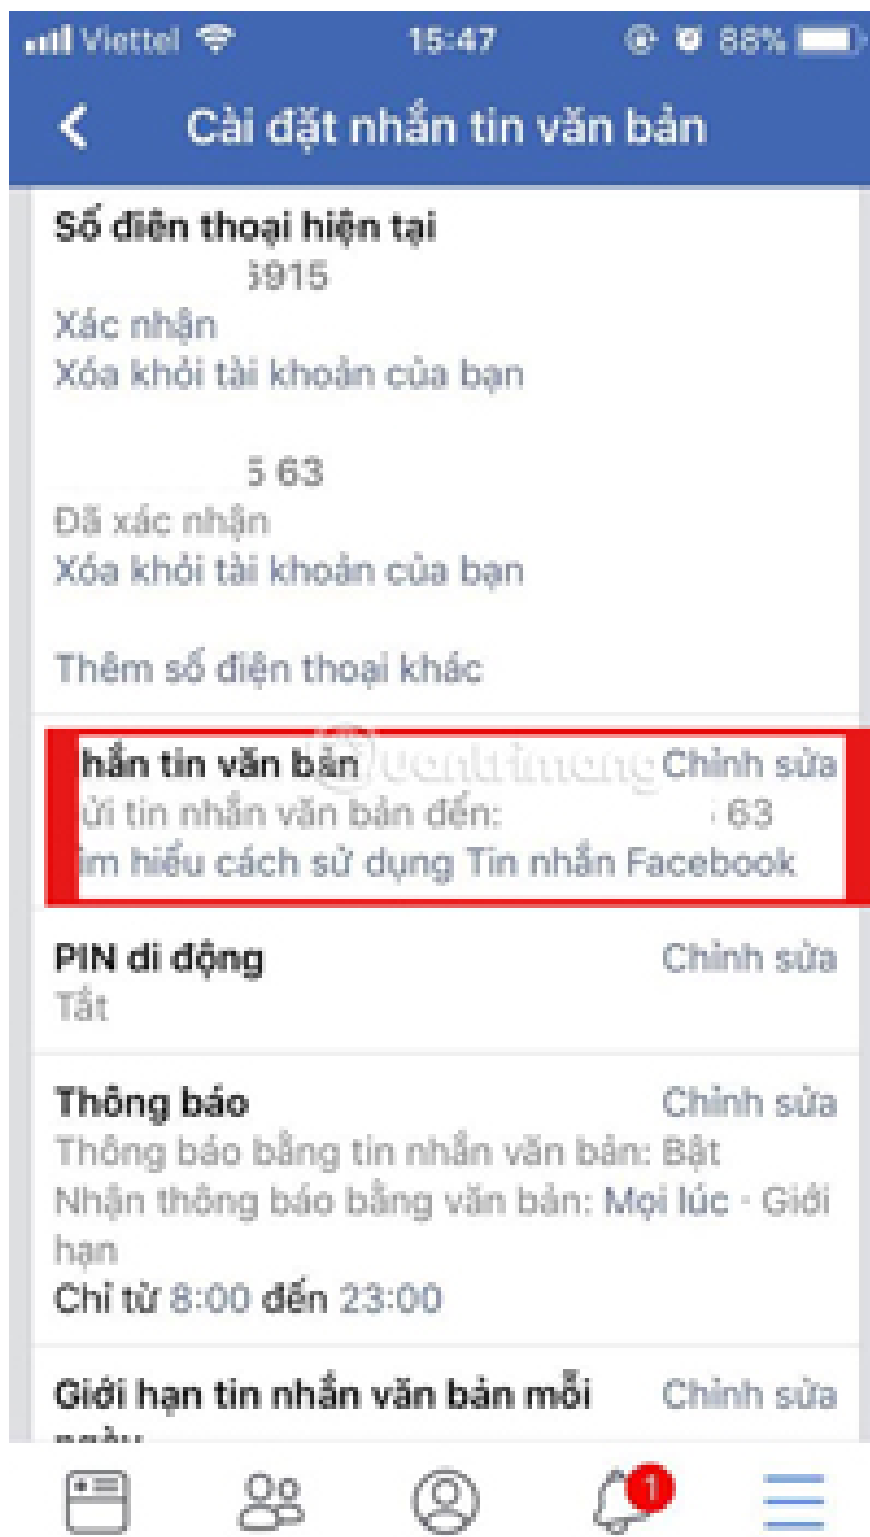 Viettel 15:47 88%
Cài đặt nhắn tin văn bản
Số điện thoại hiện tại
6915
Xác nhận
Xóa khỏi tài khoản của bạn
5 63
Đã xác nhận
Xóa khỏi tài khoản của bạn
Thêm số điện thoại khác
hắn tin văn bản Chỉnh sửa
Quantrimang
ửi tin nhắn văn bản đến: 63
ìm hiểu cách sử dụng Tin nhắn Facebook
PIN di động Chỉnh sửa
Tắt
Thông báo Chỉnh sửa
Thông báo bằng tin nhắn văn bản: Bật
Nhận thông báo bằng văn bản: Mọi lúc · Giới
hạn
Chỉ từ 8:00 đến 23:00
Giới hạn tin nhắn văn bản mỗi Chỉnh sửa
ngày
1